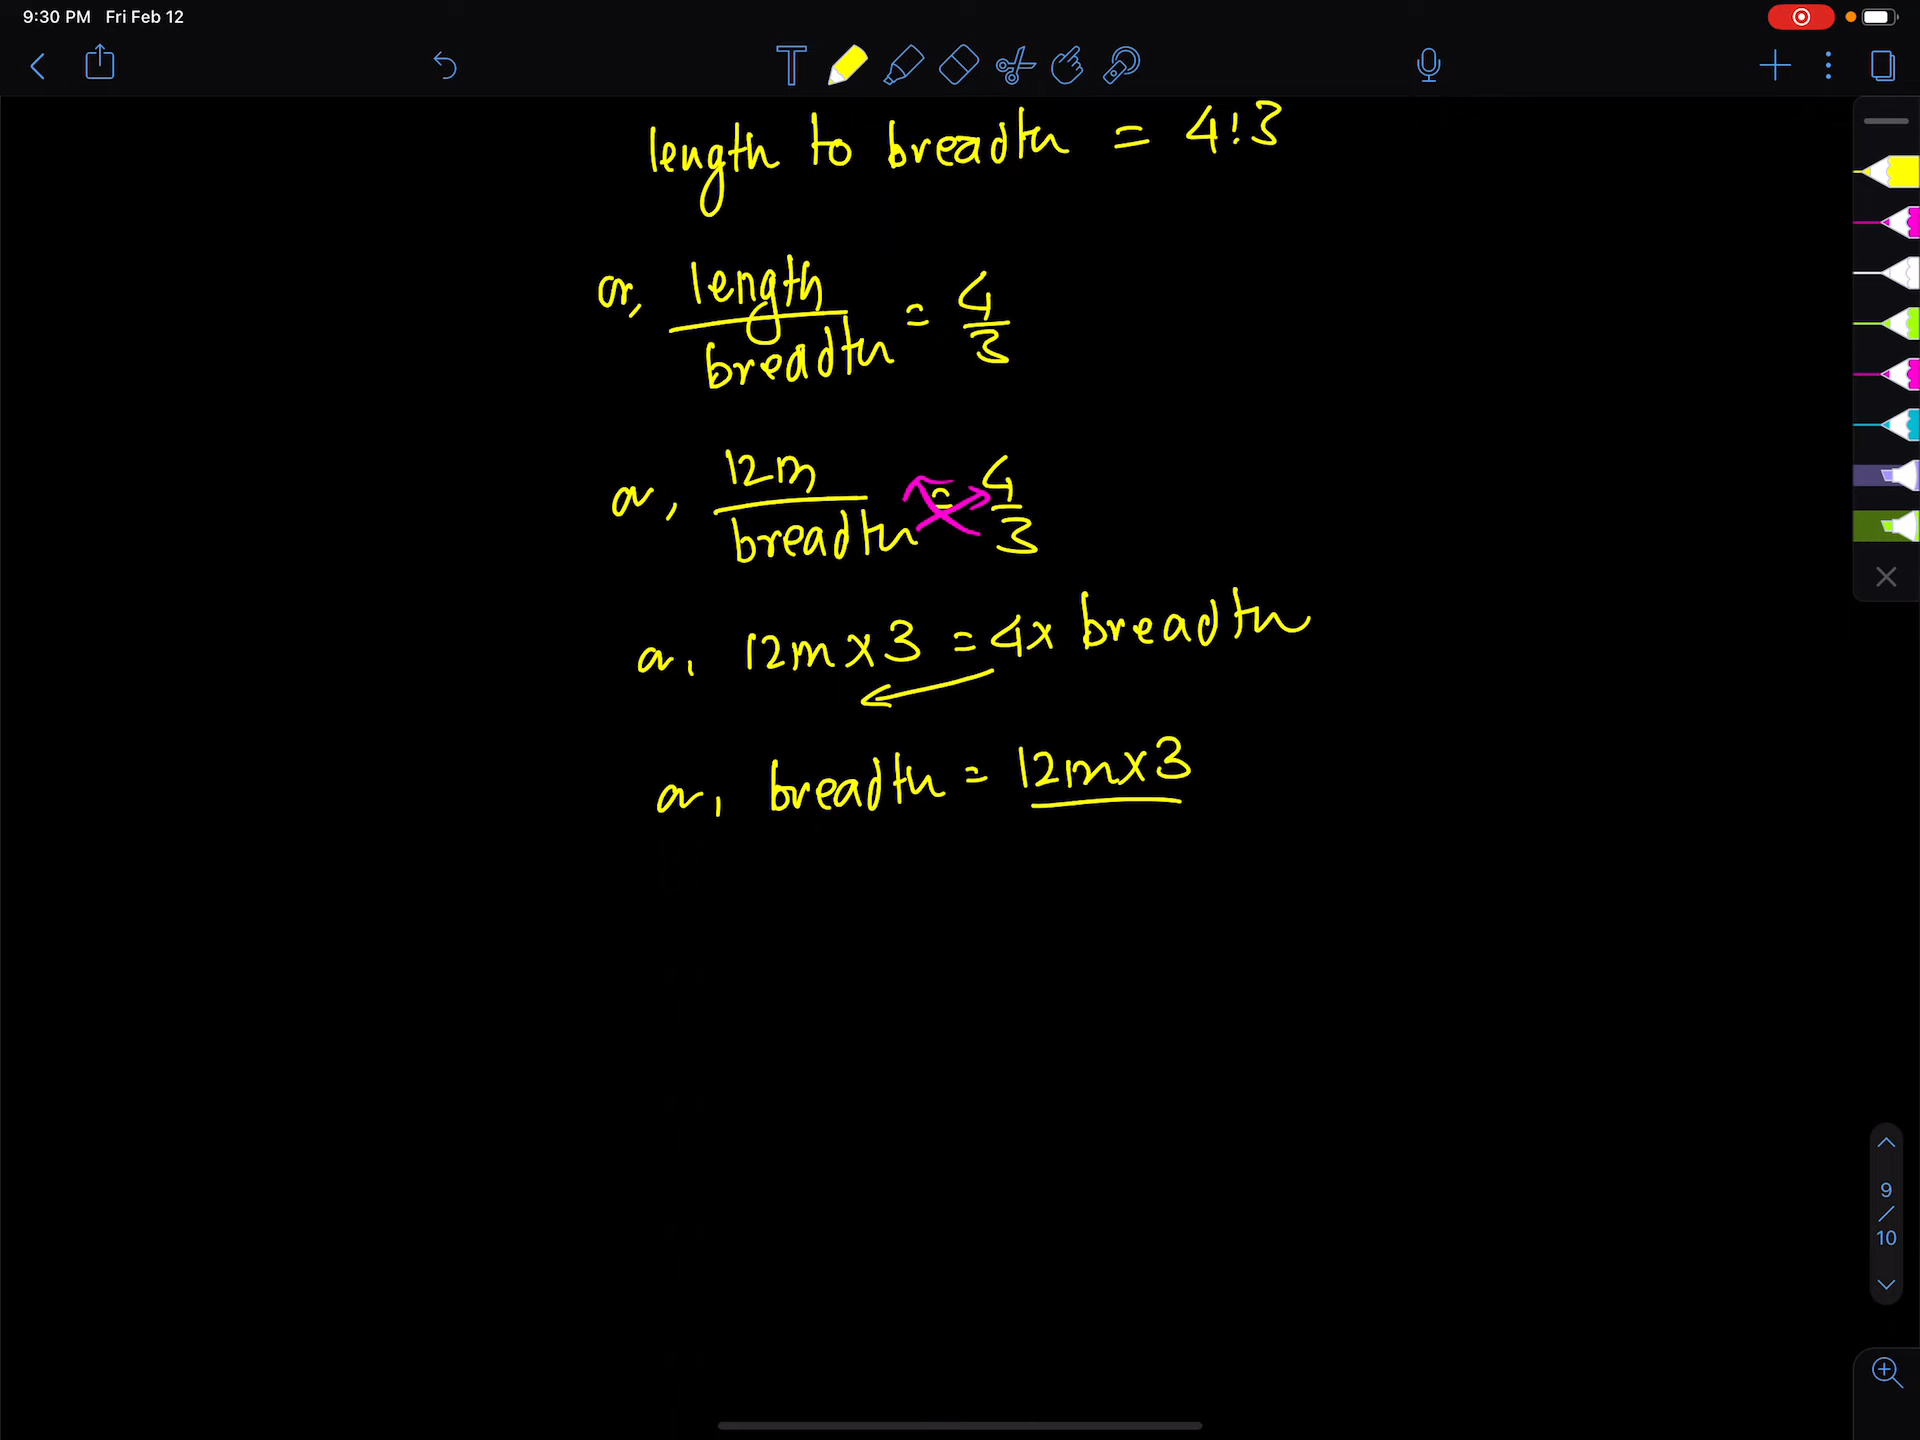 9:30 PM Fri Feb 12
length to breadth = 4:3
or, length/breadth = 4/3
or, 12m/breadth = 4/3
or, 12m x 3 = 4x breadth
or, breadth = 12m x 3
9
/
10